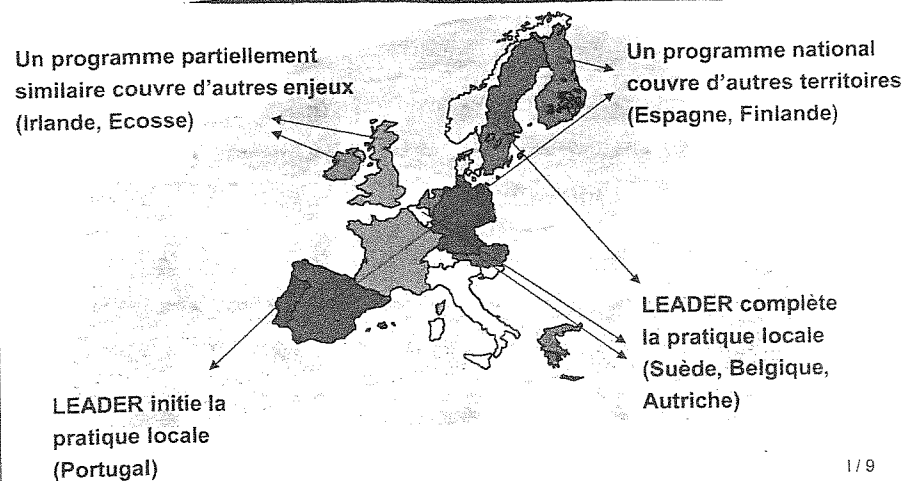 Un programme partiellement
similaire couvre d'autres enjeux
(Irlande, Ecosse)
Un programme national
couvre d'autres territoires
(Espagne, Finlande)
LEADER complète
la pratique locale
(Suède, Belgique,
Autriche)
LEADER initie la
pratique locale
(Portugal)
1/9